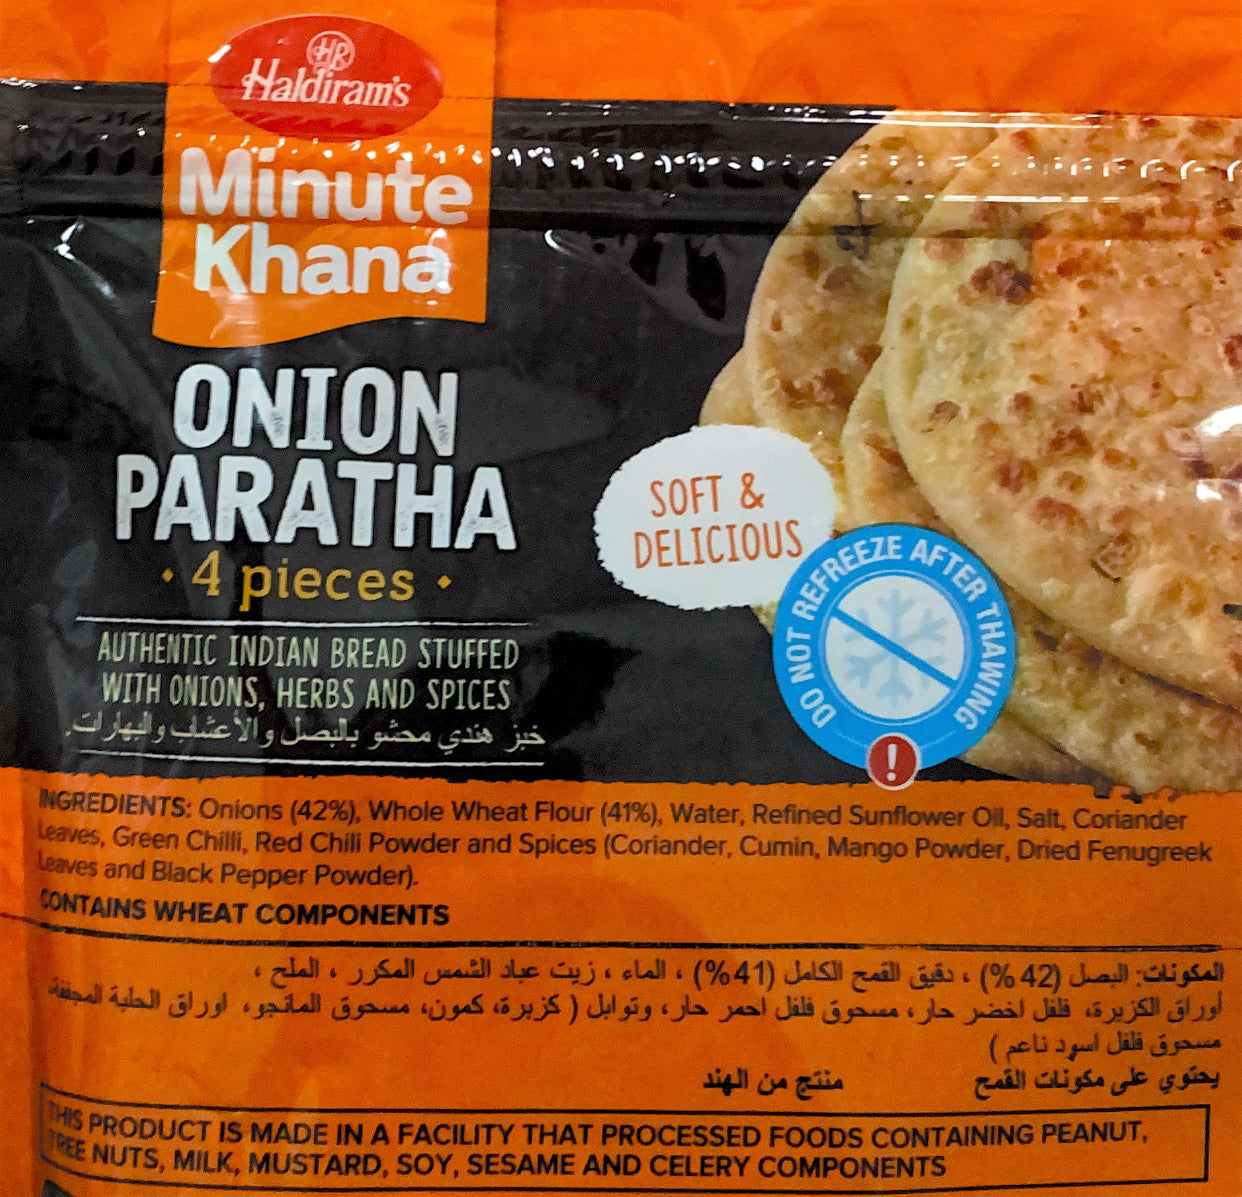 HR
Haldiram's
Minute
Khana
ONION
PARATHA
• 4 pieces •
AUTHENTIC INDIAN BREAD STUFFED
WITH ONIONS, HERBS AND SPICES
خبز هندي محشو بالبصل والأعشاب والبهارات.
SOFT &
DELICIOUS
DO NOT REFREEZE AFTER THAWING
!
INGREDIENTS: Onions (42%), Whole Wheat Flour (41%), Water, Refined Sunflower Oil, Salt, Coriander
Leaves, Green Chilli, Red Chili Powder and Spices (Coriander, Cumin, Mango Powder, Dried Fenugreek
Leaves and Black Pepper Powder).
CONTAINS WHEAT COMPONENTS
المكونات: البصل (42 %) ، دقيق القمح الكامل (41%) ، الماء ، زيت عباد الشمس المكرر ، الملح ،
أوراق الكزبرة، فلفل اخضر حار، مسحوق فلفل احمر حار، وتوابل ( كزبرة، كمون، مسحوق المانجو، اوراق الحلبة المجففة،
مسحوق فلفل اسود ناعم )
يحتوي على مكونات القمح منتج من الهند
THIS PRODUCT IS MADE IN A FACILITY THAT PROCESSED FOODS CONTAINING PEANUT,
TREE NUTS, MILK, MUSTARD, SOY, SESAME AND CELERY COMPONENTS